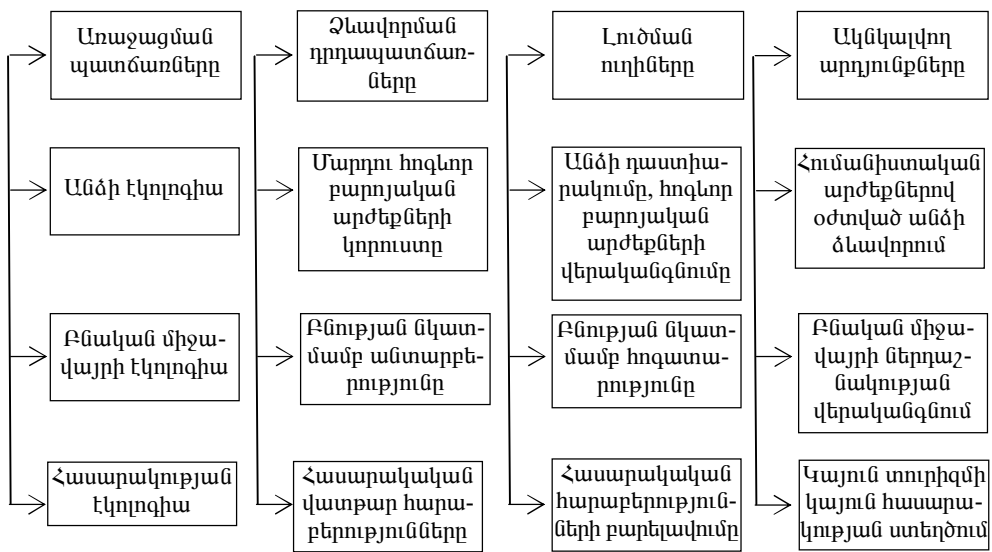 Առաջացման
պատճառները
Ձևավորման
դրդապատճառ-
ները
Լուծման
ուղիները
Ակնկալվող
արդյունքները
Անձի էկոլոգիա
Մարդու հոգևոր
բարոյական
արժեքների
կորուստը
Անձի դաստիա-
րակումը, հոգևոր
բարոյական
արժեքների
վերականգնումը
Հումանիստական
արժեքներով
օժտված անձի
ձևավորում
Բնական միջա-
վայրի էկոլոգիա
Բնության նկատ-
մամբ անտարբե-
րությունը
Բնության նկատ-
մամբ հոգատա-
րությունը
Բնական միջա-
վայրի ներդաշ-
նակության
վերականգնում
Հասարակության
էկոլոգիա
Հասարակական
վատթար հարա-
բերությունները
Հասարակական
հարաբերություն-
ների բարելավումը
Կայուն տուրիզմի
կայուն հասարա-
կության ստեղծում